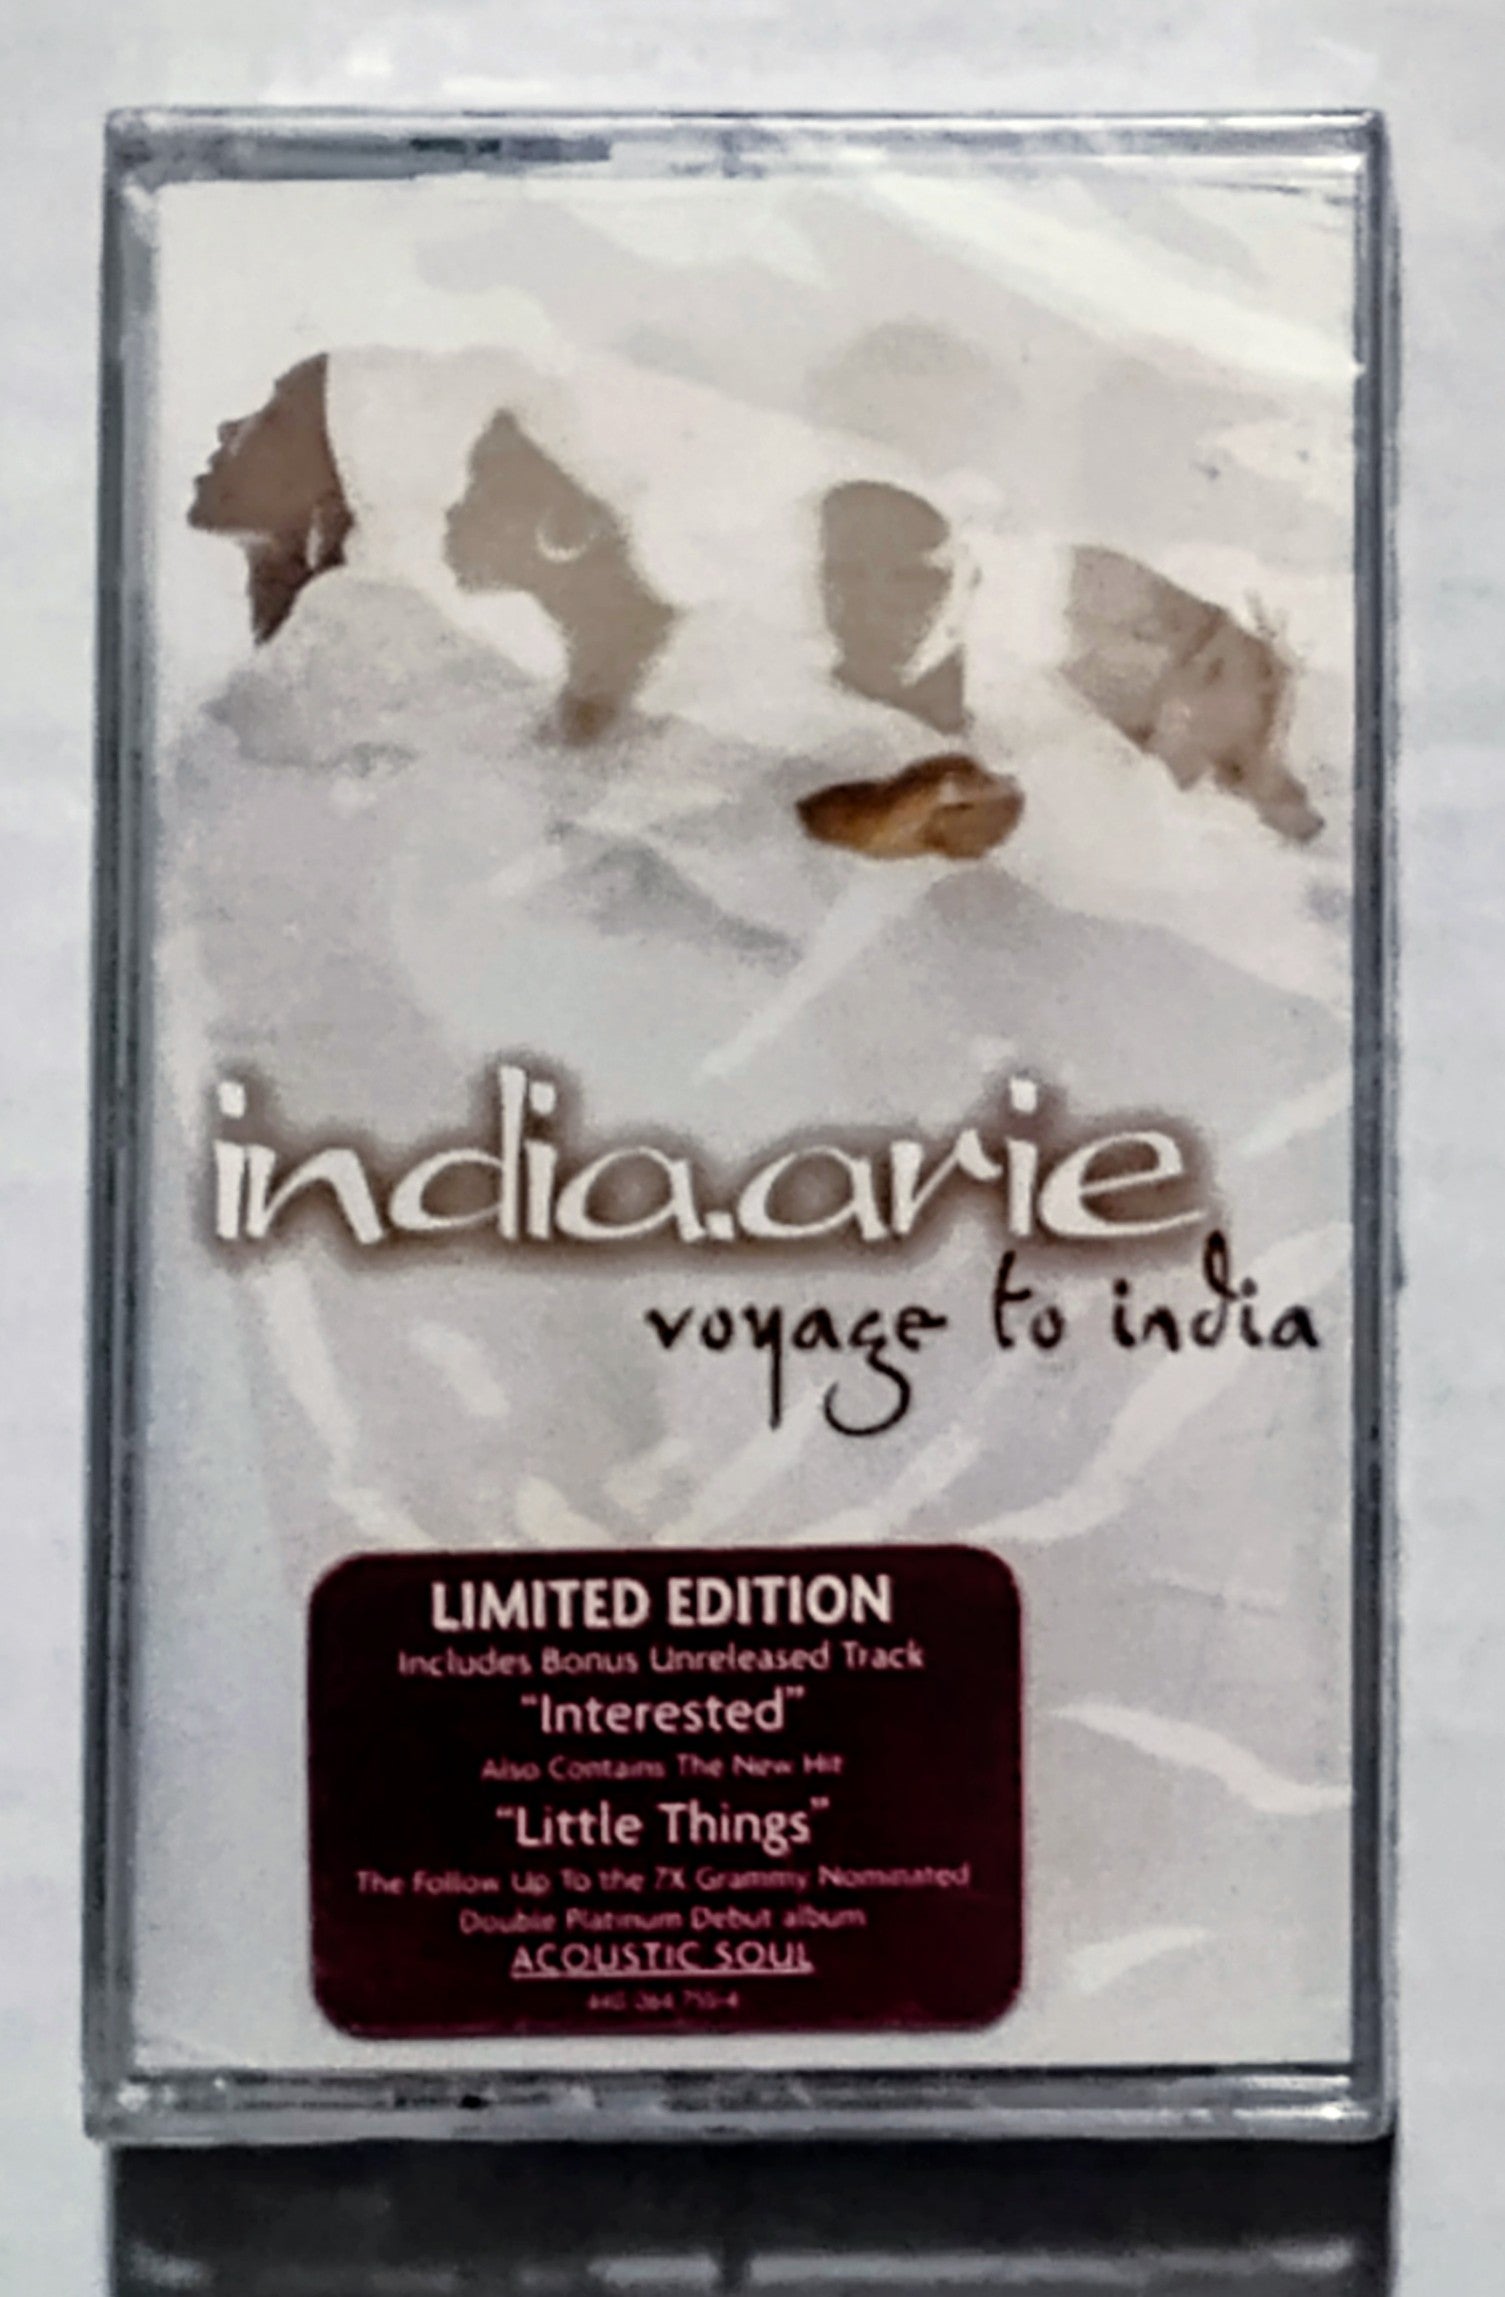 india.arie
voyage to india
LIMITED EDITION
Includes Bonus Unreleased Track
"Interested"
Also Contains The New Hit
"Little Things"
The Follow Up To the 7X Grammy Nominated
Double Platinum Debut album
ACOUSTIC SOUL